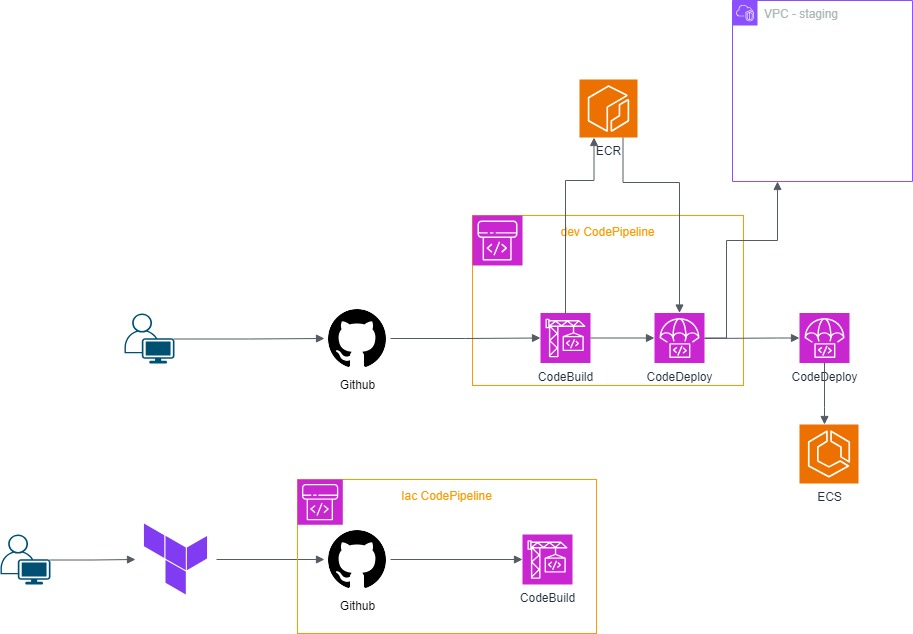 VPC - staging
ECR
dev CodePipeline
Github
CodeBuild
CodeDeploy
CodeDeploy
ECS
Iac CodePipeline
Github
CodeBuild